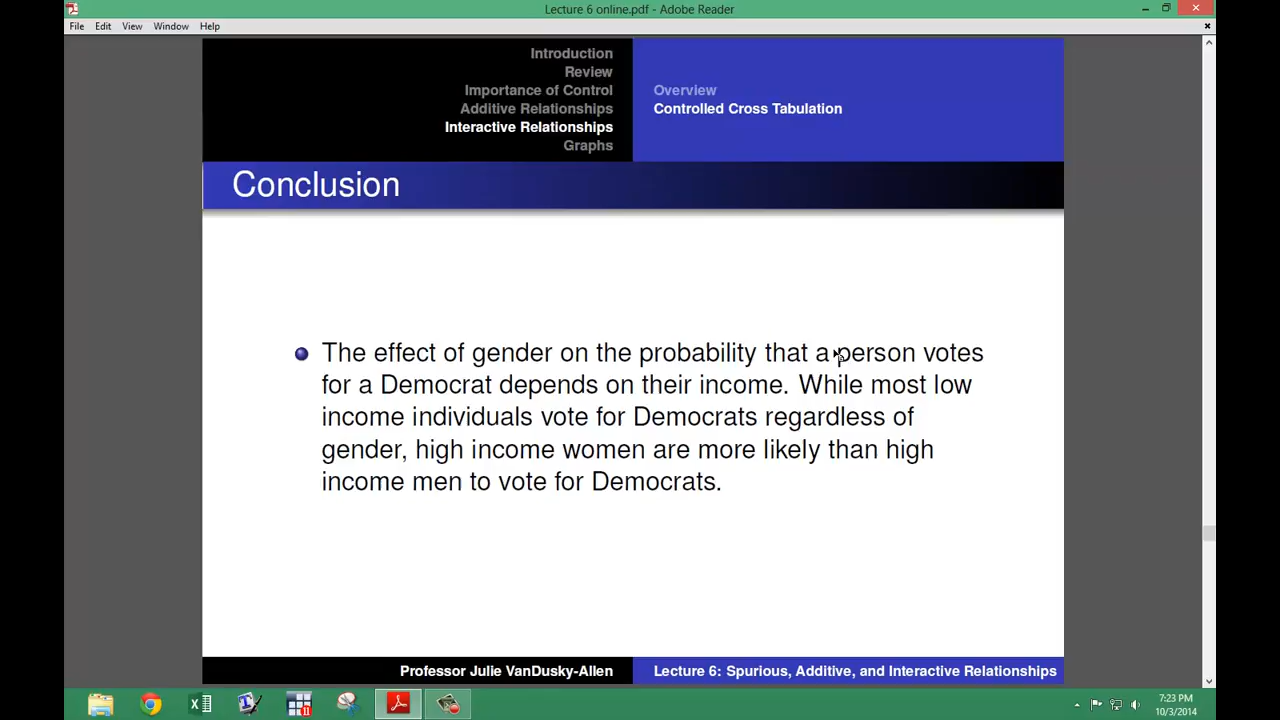 Lecture 6 online.pdf - Adobe Reader
File Edit View Window Help
Introduction
Review
Importance of Control
Additive Relationships
Interactive Relationships
Graphs
Overview
Controlled Cross Tabulation
Conclusion
The effect of gender on the probability that a person votes
for a Democrat depends on their income. While most low
income individuals vote for Democrats regardless of
gender, high income women are more likely than high
income men to vote for Democrats.
Professor Julie VanDusky-Allen
Lecture 6: Spurious, Additive, and Interactive Relationships
7:23 PM
10/3/2014